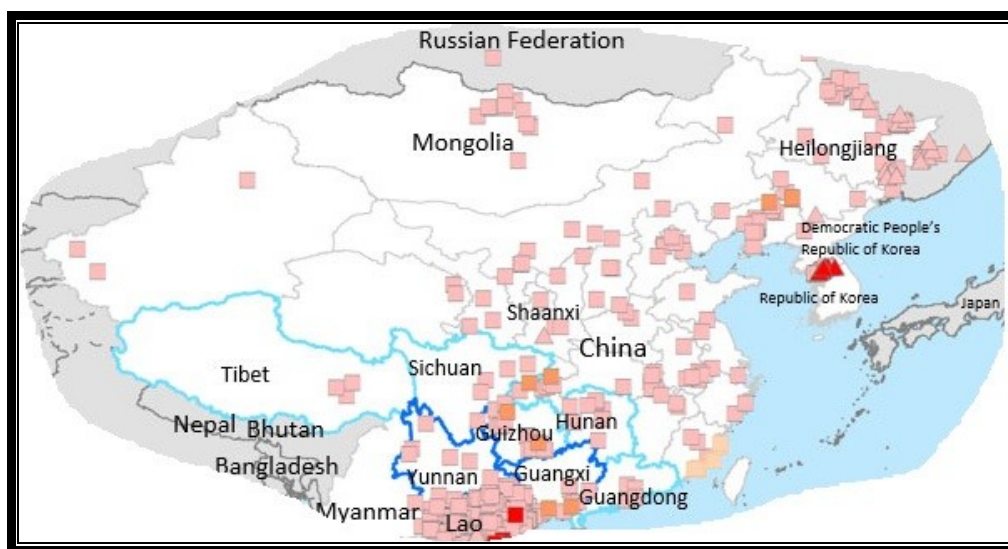 Russian Federation
Mongolia
Heilongjiang
Democratic People's
Republic of Korea
Republic of Korea
Japan
Shaanxi
China
Sichuan
Tibet
Nepal
Bhutan
Hunan
Guizhou
Bangladesh
Yunnan
Guangxi
Guangdong
Myanmar
Lao